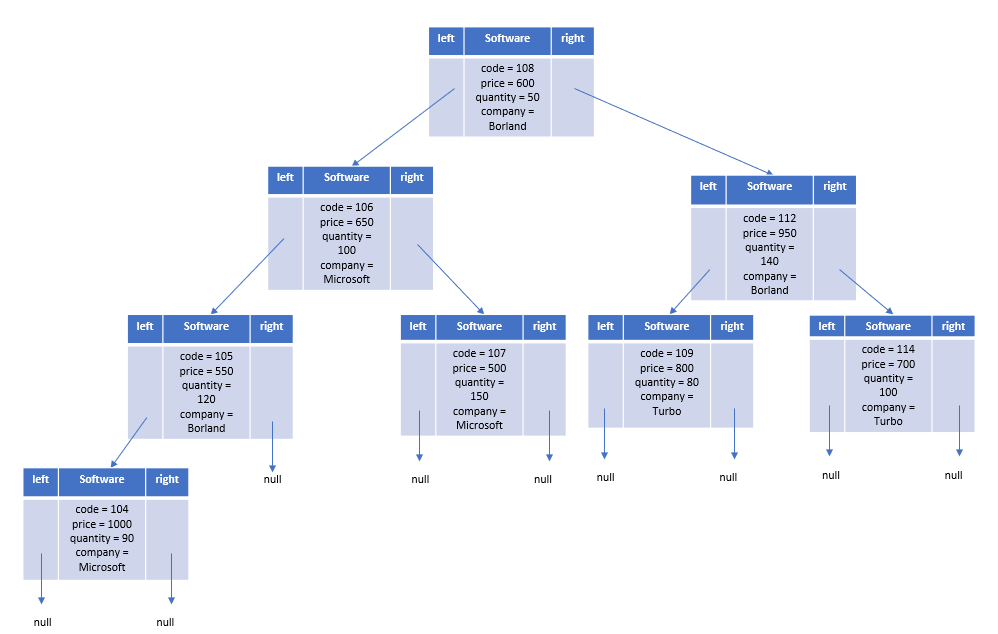 left Software right
code = 108
price = 600
quantity = 50
company =
Borland
left Software right
code = 106
price = 650
quantity =
100
company =
Microsoft
left Software right
code = 112
price = 950
quantity =
140
company =
Borland
left Software right
code = 105
price = 550
quantity =
120
company =
Borland
null
left Software right
code = 107
price = 500
quantity =
150
company =
Microsoft
null null
left Software right
code = 109
price = 800
quantity = 80
company =
Turbo
null null
left Software right
code = 114
price = 700
quantity =
100
company =
Turbo
null null
left Software right
code = 104
price = 1000
quantity = 90
company =
Microsoft
null null